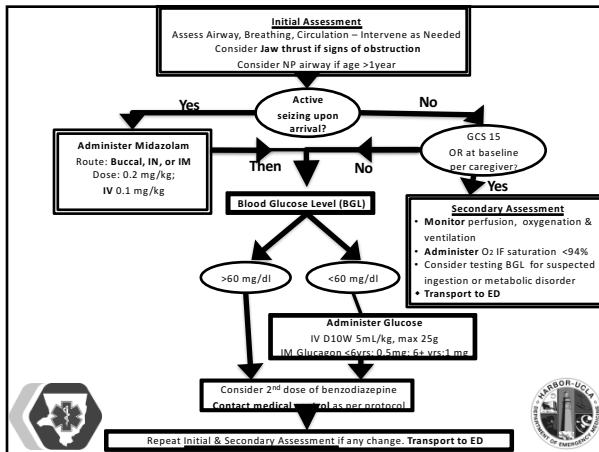 Initial Assessment
Assess Airway, Breathing, Circulation – Intervene as Needed
Consider Jaw thrust if signs of obstruction
Consider NP airway if age >1year
Active
seizing upon
arrival?
Yes
No
Administer Midazolam
Route: Buccal, IN, or IM
Dose: 0.2 mg/kg;
IV 0.1 mg/kg
Then
No
GCS 15
OR at baseline
per caregiver?
Yes
Blood Glucose Level (BGL)
Secondary Assessment
• Monitor perfusion, oxygenation &
ventilation
• Administer O2 IF saturation <94%
• Consider testing BGL for suspected
ingestion or metabolic disorder
• Transport to ED
>60 mg/dl
<60 mg/dl
Administer Glucose
IV D10W 5mL/kg, max 25g
IM Glucagon <6yrs: 0.5mg; 6+ yrs:1 mg
Consider 2nd dose of benzodiazepine
Contact medical control as per protocol
Repeat Initial & Secondary Assessment if any change. Transport to ED
HARBOR-UCLA
DEPARTMENT OF EMERGENCY MEDICINE